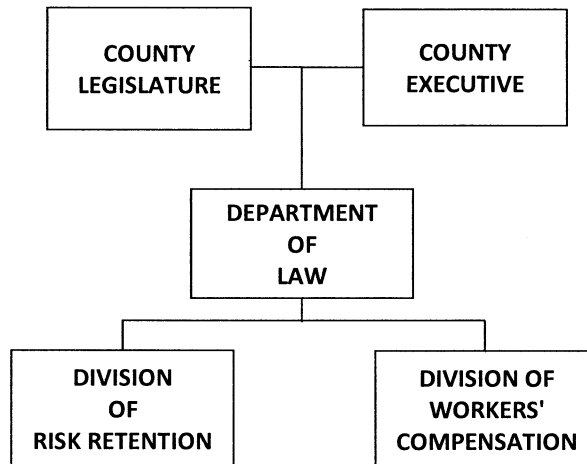 COUNTY
LEGISLATURE
COUNTY
EXECUTIVE
DEPARTMENT
OF
LAW
DIVISION
OF
RISK RETENTION
DIVISION OF
WORKERS'
COMPENSATION